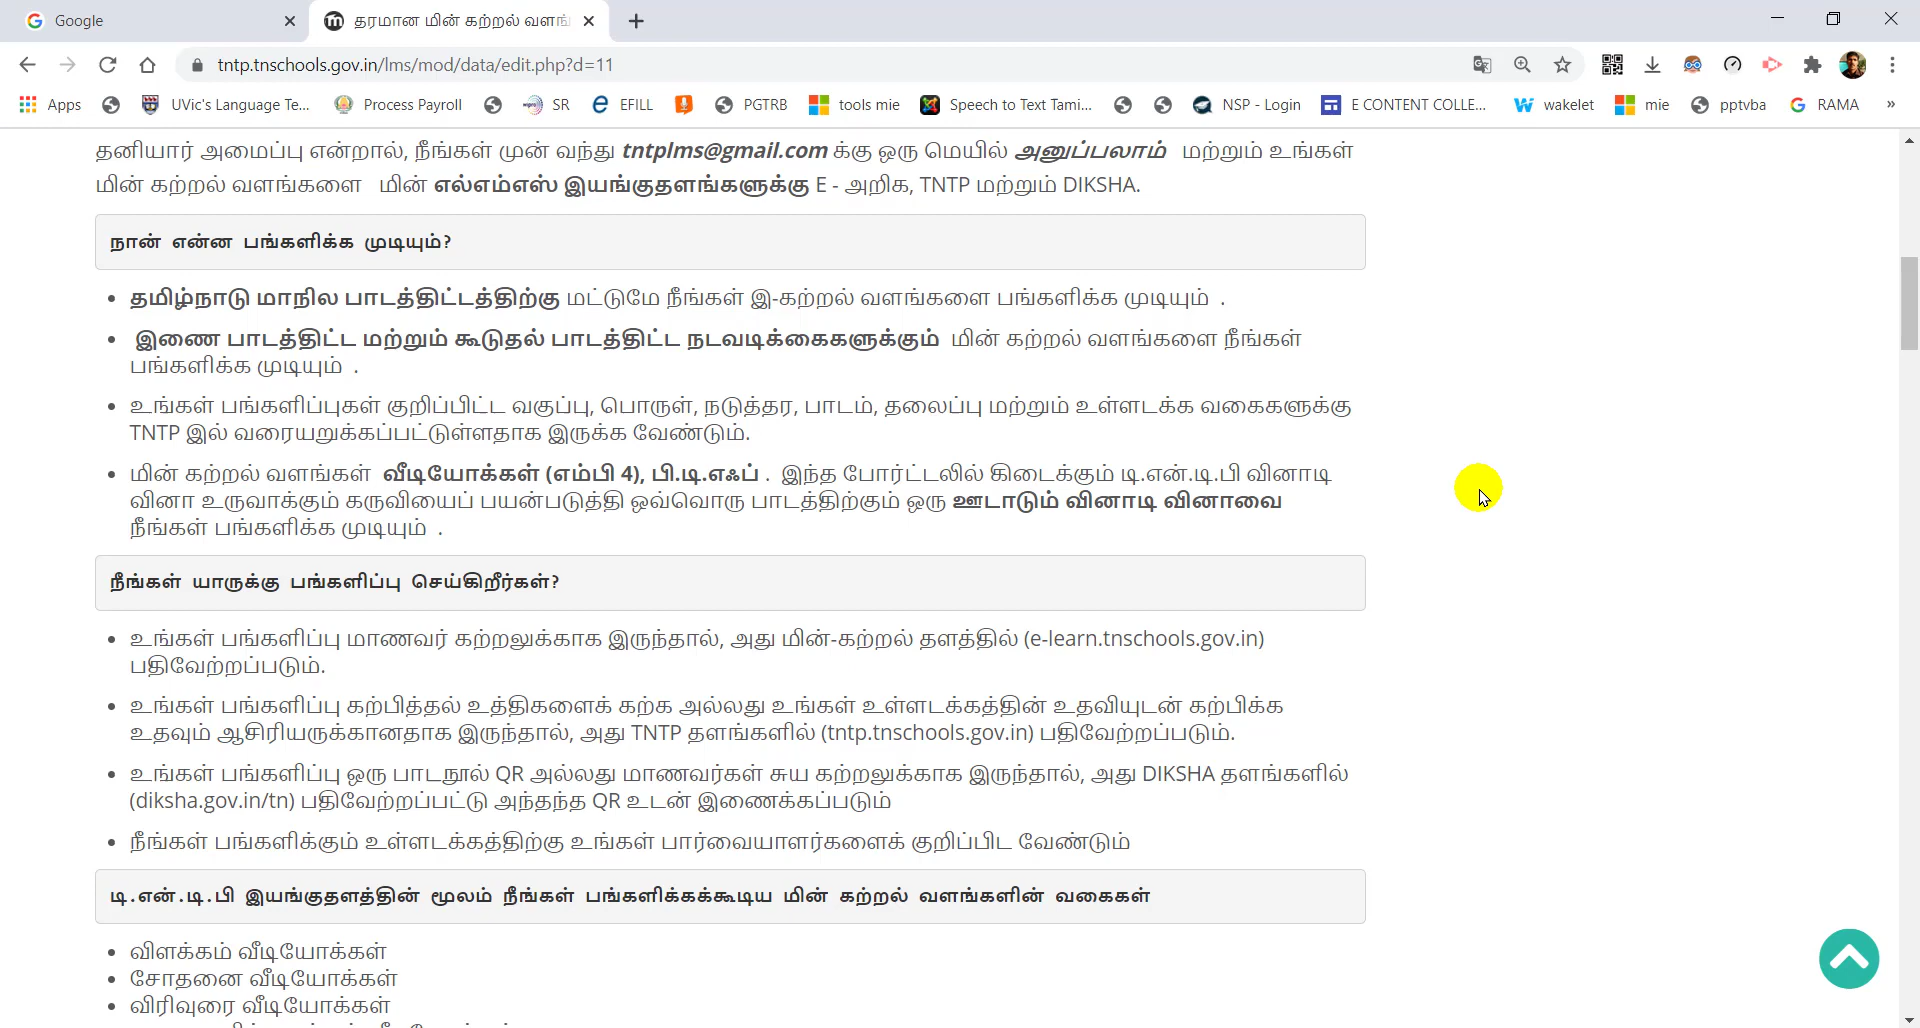 Google
தரமான மின் கற்றல் வளங்
tntp.tnschools.gov.in/lms/mod/data/edit.php?d=11
Apps UVic's Language Te... Process Payroll SR EFILL PGTRB tools mie Speech to Text Tami... NSP - Login E CONTENT COLLE... wakelet mie pptvba RAMA »
தனியார் அமைப்பு என்றால், நீங்கள் முன் வந்து tntplms@gmail.com க்கு ஒரு மெயில் அனுப்பலாம் மற்றும் உங்கள்
மின் கற்றல் வளங்களை மின் எல்எம்எஸ் இயங்குதளங்களுக்கு E - அறிக, TNTP மற்றும் DIKSHA.
நான் என்ன பங்களிக்க முடியும்?
• தமிழ்நாடு மாநில பாடத்திட்டத்திற்கு மட்டுமே நீங்கள் இ-கற்றல் வளங்களை பங்களிக்க முடியும் .
• இணை பாடத்திட்ட மற்றும் கூடுதல் பாடத்திட்ட நடவடிக்கைகளுக்கும் மின் கற்றல் வளங்களை நீங்கள்
பங்களிக்க முடியும் .
• உங்கள் பங்களிப்புகள் குறிப்பிட்ட வகுப்பு, பொருள், நடுத்தர, பாடம், தலைப்பு மற்றும் உள்ளடக்க வகைகளுக்கு
TNTP இல் வரையறுக்கப்பட்டுள்ளதாக இருக்க வேண்டும்.
• மின் கற்றல் வளங்கள் வீடியோக்கள் (எம்பி 4), பி.டி.எஃப் . இந்த போர்ட்டலில் கிடைக்கும் டி.என்.டி.பி வினாடி
வினா உருவாக்கும் கருவியைப் பயன்படுத்தி ஒவ்வொரு பாடத்திற்கும் ஒரு ஊடாடும் வினாடி வினாவை
நீங்கள் பங்களிக்க முடியும் .
நீங்கள் யாருக்கு பங்களிப்பு செய்கிறீர்கள்?
• உங்கள் பங்களிப்பு மாணவர் கற்றலுக்காக இருந்தால், அது மின்-கற்றல் தளத்தில் (e-learn.tnschools.gov.in)
பதிவேற்றப்படும்.
• உங்கள் பங்களிப்பு கற்பித்தல் உத்திகளைக் கற்க அல்லது உங்கள் உள்ளடக்கத்தின் உதவியுடன் கற்பிக்க
உதவும் ஆசிரியருக்கானதாக இருந்தால், அது TNTP தளங்களில் (tntp.tnschools.gov.in) பதிவேற்றப்படும்.
• உங்கள் பங்களிப்பு ஒரு பாடநூல் QR அல்லது மாணவர்கள் சுய கற்றலுக்காக இருந்தால், அது DIKSHA தளங்களில்
(diksha.gov.in/tn) பதிவேற்றப்பட்டு அந்தந்த QR உடன் இணைக்கப்படும்
• நீங்கள் பங்களிக்கும் உள்ளடக்கத்திற்கு உங்கள் பார்வையாளர்களைக் குறிப்பிட வேண்டும்
டி.என்.டி.பி இயங்குதளத்தின் மூலம் நீங்கள் பங்களிக்கக்கூடிய மின் கற்றல் வளங்களின் வகைகள்
• விளக்கம் வீடியோக்கள்
• சோதனை வீடியோக்கள்
• விரிவுரை வீடியோக்கள்